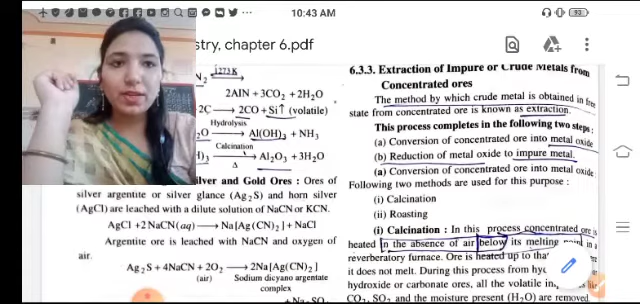 10:43 AM
93
stry, chapter 6.pdf
N₂ 1273 K
2AlN + 3CO₂ + 2H₂O
2C ⟶ 2CO + Si↑ (volatile)
Hydrolysis
₂O ⟶ Al(OH)₃ + NH₃
Calcination
H)₃ ⟶ Al₂O₃ + 3H₂O
Δ
ilver and Gold Ores : Ores of
silver argentite or silver glance (Ag₂S) and horn silver
(AgCl) are leached with a dilute solution of NaCN or KCN.
AgCl + 2 NaCN (aq) ⟶ Na[Ag(CN)₂] + NaCl
Argentite ore is leached with NaCN and oxygen of
air.
Ag₂S + 4NaCN + 2O₂ ⟶ 2Na[Ag(CN)₂]
(air) Sodium dicyano argentate
complex
+ Na₂SO
6.3.3. Extraction of Impure or Crude Metals from
Concentrated ores
The method by which crude metal is obtained in free
state from concentrated ore is known as extraction.
This process completes in the following two steps :
(a) Conversion of concentrated ore into metal oxide
(b) Reduction of metal oxide to impure metal.
(a) Conversion of concentrated ore into metal oxide
Following two methods are used for this purpose :
(i) Calcination
(ii) Roasting
(i) Calcination : In this process concentrated ore is
heated in the absence of air below its melting point in a
reverberatory furnace. Ore is heated up to that
it does not melt. During this process from hyd
hydroxide or carbonate ores, all the volatile im s like
CO₂, SO₂ and the moisture present (H₂O) are removed